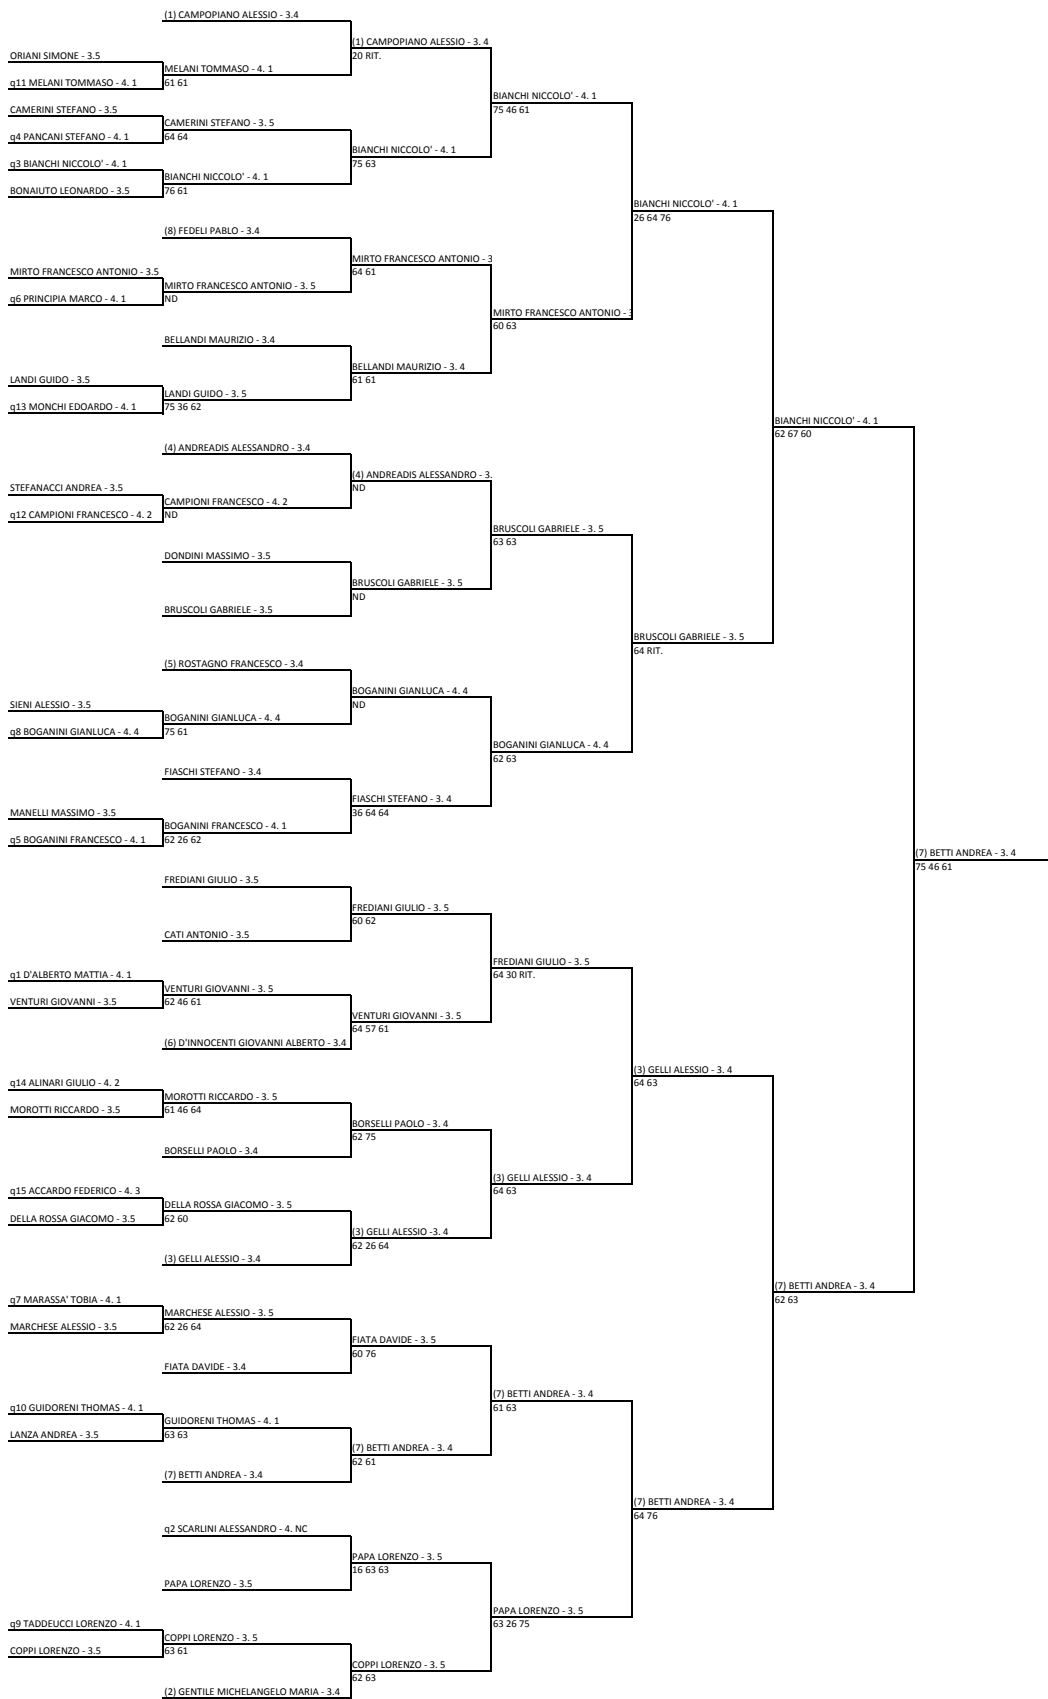 (1) CAMPOPIANO ALESSIO - 3.4
(1) CAMPOPIANO ALESSIO - 3. 4
20 RIT.
ORIANI SIMONE - 3.5
MELANI TOMMASO - 4. 1
61 61
q11 MELANI TOMMASO - 4. 1
BIANCHI NICCOLO' - 4. 1
75 46 61
CAMERINI STEFANO - 3.5
CAMERINI STEFANO - 3. 5
64 64
q4 PANCANI STEFANO - 4. 1
BIANCHI NICCOLO' - 4. 1
75 63
q3 BIANCHI NICCOLO' - 4. 1
BIANCHI NICCOLO' - 4. 1
76 61
BONAIUTO LEONARDO - 3.5
BIANCHI NICCOLO' - 4. 1
26 64 76
(8) FEDELI PABLO - 3.4
MIRTO FRANCESCO ANTONIO - 3
64 61
MIRTO FRANCESCO ANTONIO - 3.5
MIRTO FRANCESCO ANTONIO - 3. 5
ND
q6 PRINCIPIA MARCO - 4. 1
MIRTO FRANCESCO ANTONIO - 3
60 63
BELLANDI MAURIZIO - 3.4
BELLANDI MAURIZIO - 3. 4
61 61
LANDI GUIDO - 3.5
LANDI GUIDO - 3. 5
75 36 62
q13 MONCHI EDOARDO - 4. 1
BIANCHI NICCOLO' - 4. 1
62 67 60
(4) ANDREADIS ALESSANDRO - 3.4
(4) ANDREADIS ALESSANDRO - 3.
ND
STEFANACCI ANDREA - 3.5
CAMPIONI FRANCESCO - 4. 2
ND
q12 CAMPIONI FRANCESCO - 4. 2
BRUSCOLI GABRIELE - 3. 5
63 63
DONDINI MASSIMO - 3.5
BRUSCOLI GABRIELE - 3. 5
ND
BRUSCOLI GABRIELE - 3.5
BRUSCOLI GABRIELE - 3. 5
64 RIT.
(5) ROSTAGNO FRANCESCO - 3.4
BOGANINI GIANLUCA - 4. 4
ND
SIENI ALESSIO - 3.5
BOGANINI GIANLUCA - 4. 4
75 61
q8 BOGANINI GIANLUCA - 4. 4
BOGANINI GIANLUCA - 4. 4
62 63
FIASCHI STEFANO - 3.4
FIASCHI STEFANO - 3. 4
36 64 64
MANELLI MASSIMO - 3.5
BOGANINI FRANCESCO - 4. 1
62 26 62
q5 BOGANINI FRANCESCO - 4. 1
(7) BETTI ANDREA - 3. 4
75 46 61
FREDIANI GIULIO - 3.5
FREDIANI GIULIO - 3. 5
60 62
CATI ANTONIO - 3.5
FREDIANI GIULIO - 3. 5
64 30 RIT.
q1 D'ALBERTO MATTIA - 4. 1
VENTURI GIOVANNI - 3. 5
62 46 61
VENTURI GIOVANNI - 3.5
VENTURI GIOVANNI - 3. 5
64 57 61
(6) D'INNOCENTI GIOVANNI ALBERTO - 3.4
(3) GELLI ALESSIO - 3. 4
64 63
q14 ALINARI GIULIO - 4. 2
MOROTTI RICCARDO - 3. 5
61 46 64
MOROTTI RICCARDO - 3.5
BORSELLI PAOLO - 3. 4
62 75
BORSELLI PAOLO - 3.4
(3) GELLI ALESSIO - 3. 4
64 63
q15 ACCARDO FEDERICO - 4. 3
DELLA ROSSA GIACOMO - 3. 5
62 60
DELLA ROSSA GIACOMO - 3.5
(3) GELLI ALESSIO -3. 4
62 26 64
(3) GELLI ALESSIO - 3.4
(7) BETTI ANDREA - 3. 4
62 63
q7 MARASSA' TOBIA - 4. 1
MARCHESE ALESSIO - 3. 5
62 26 64
MARCHESE ALESSIO - 3.5
FIATA DAVIDE - 3. 5
60 76
FIATA DAVIDE - 3.4
(7) BETTI ANDREA - 3. 4
61 63
q10 GUIDORENI THOMAS - 4. 1
GUIDORENI THOMAS - 4. 1
63 63
LANZA ANDREA - 3.5
(7) BETTI ANDREA - 3. 4
62 61
(7) BETTI ANDREA - 3.4
(7) BETTI ANDREA - 3. 4
64 76
q2 SCARLINI ALESSANDRO - 4. NC
PAPA LORENZO - 3. 5
16 63 63
PAPA LORENZO - 3.5
PAPA LORENZO - 3. 5
63 26 75
q9 TADDEUCCI LORENZO - 4. 1
COPPI LORENZO - 3. 5
63 61
COPPI LORENZO - 3.5
COPPI LORENZO - 3. 5
62 63
(2) GENTILE MICHELANGELO MARIA - 3.4